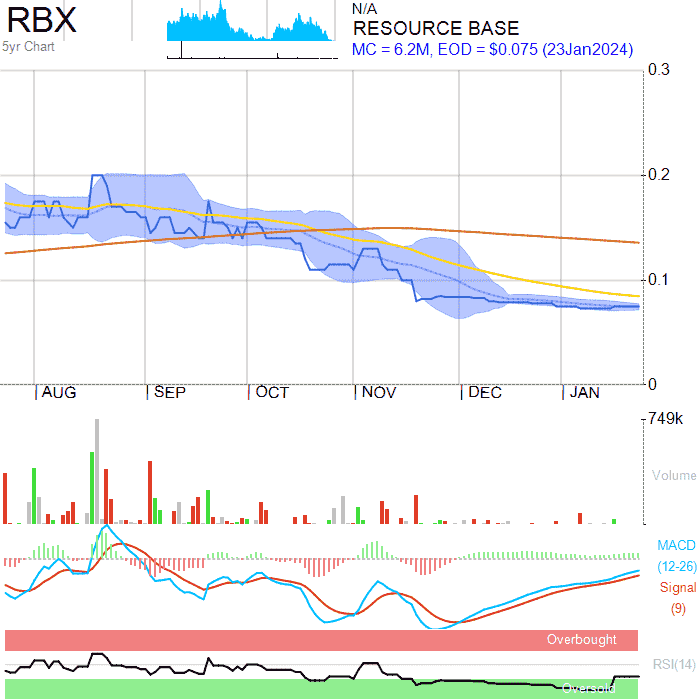 RBX
5yr Chart
N/A
RESOURCE BASE
MC = 6.2M, EOD = $0.075 (23Jan2024)
0.3
0.2
0.1
0
AUG SEP OCT NOV DEC JAN
749k
Volume
MACD
(12-26)
Signal
(9)
Overbought
RSI(14)
Oversold